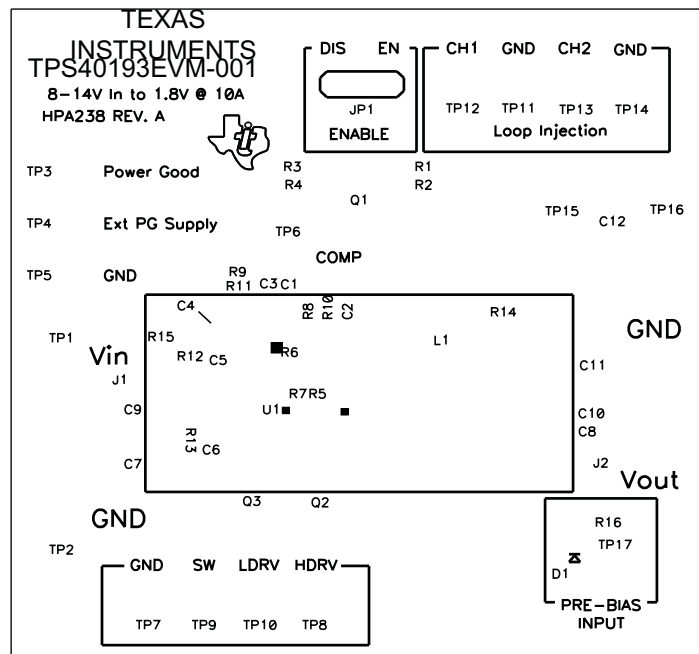 TEXAS
INSTRUMENTS
TPS40193EVM-001
8-14V In to 1.8V @ 10A
HPA238 REV. A
DIS EN
JP1
ENABLE
CH1 GND CH2 GND
TP12 TP11 TP13 TP14
Loop Injection
TP3 Power Good
R3 R1
R4 R2
Q1
TP4 Ext PG Supply
TP6
TP15 C12 TP16
COMP
TP5 GND
R9
R11 C3 C1
C4
R8 R10 C2
R14
GND
TP1
R15
Vin
R12 C5
R6
L1
J1
C11
R7 R5
C9
U1
C10
C8
R13 C6
C7
J2
Vout
Q3 Q2
GND
R16
TP17
D1
PRE-BIAS
INPUT
TP2
GND SW LDRV HDRV
TP7 TP9 TP10 TP8